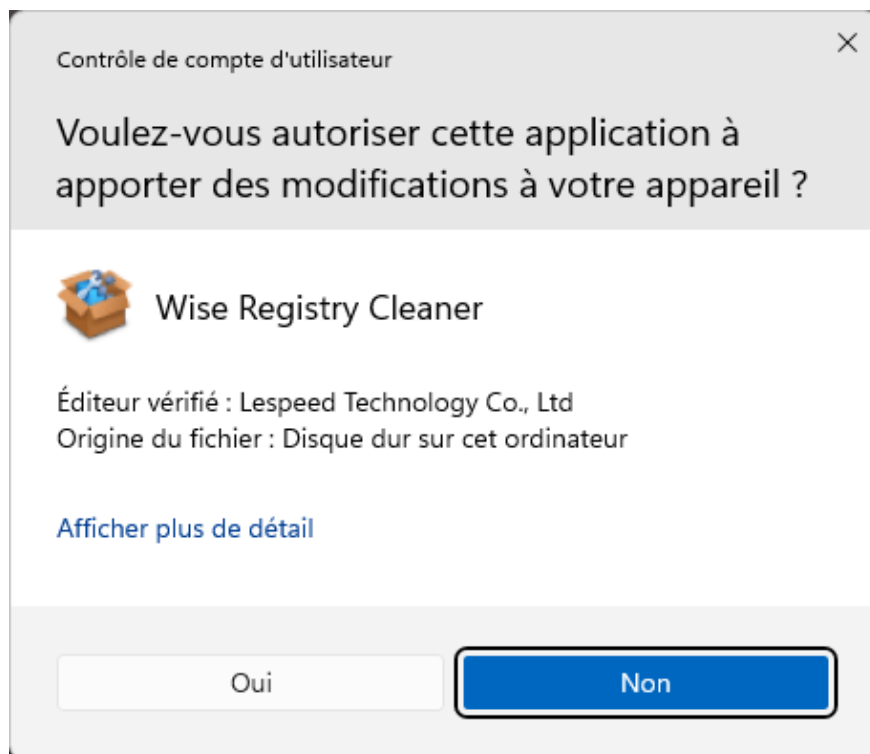 Contrôle de compte d'utilisateur
Voulez-vous autoriser cette application à
apporter des modifications à votre appareil ?
Wise Registry Cleaner
Éditeur vérifié : Lespeed Technology Co., Ltd
Origine du fichier : Disque dur sur cet ordinateur
Afficher plus de détail
Oui
Non